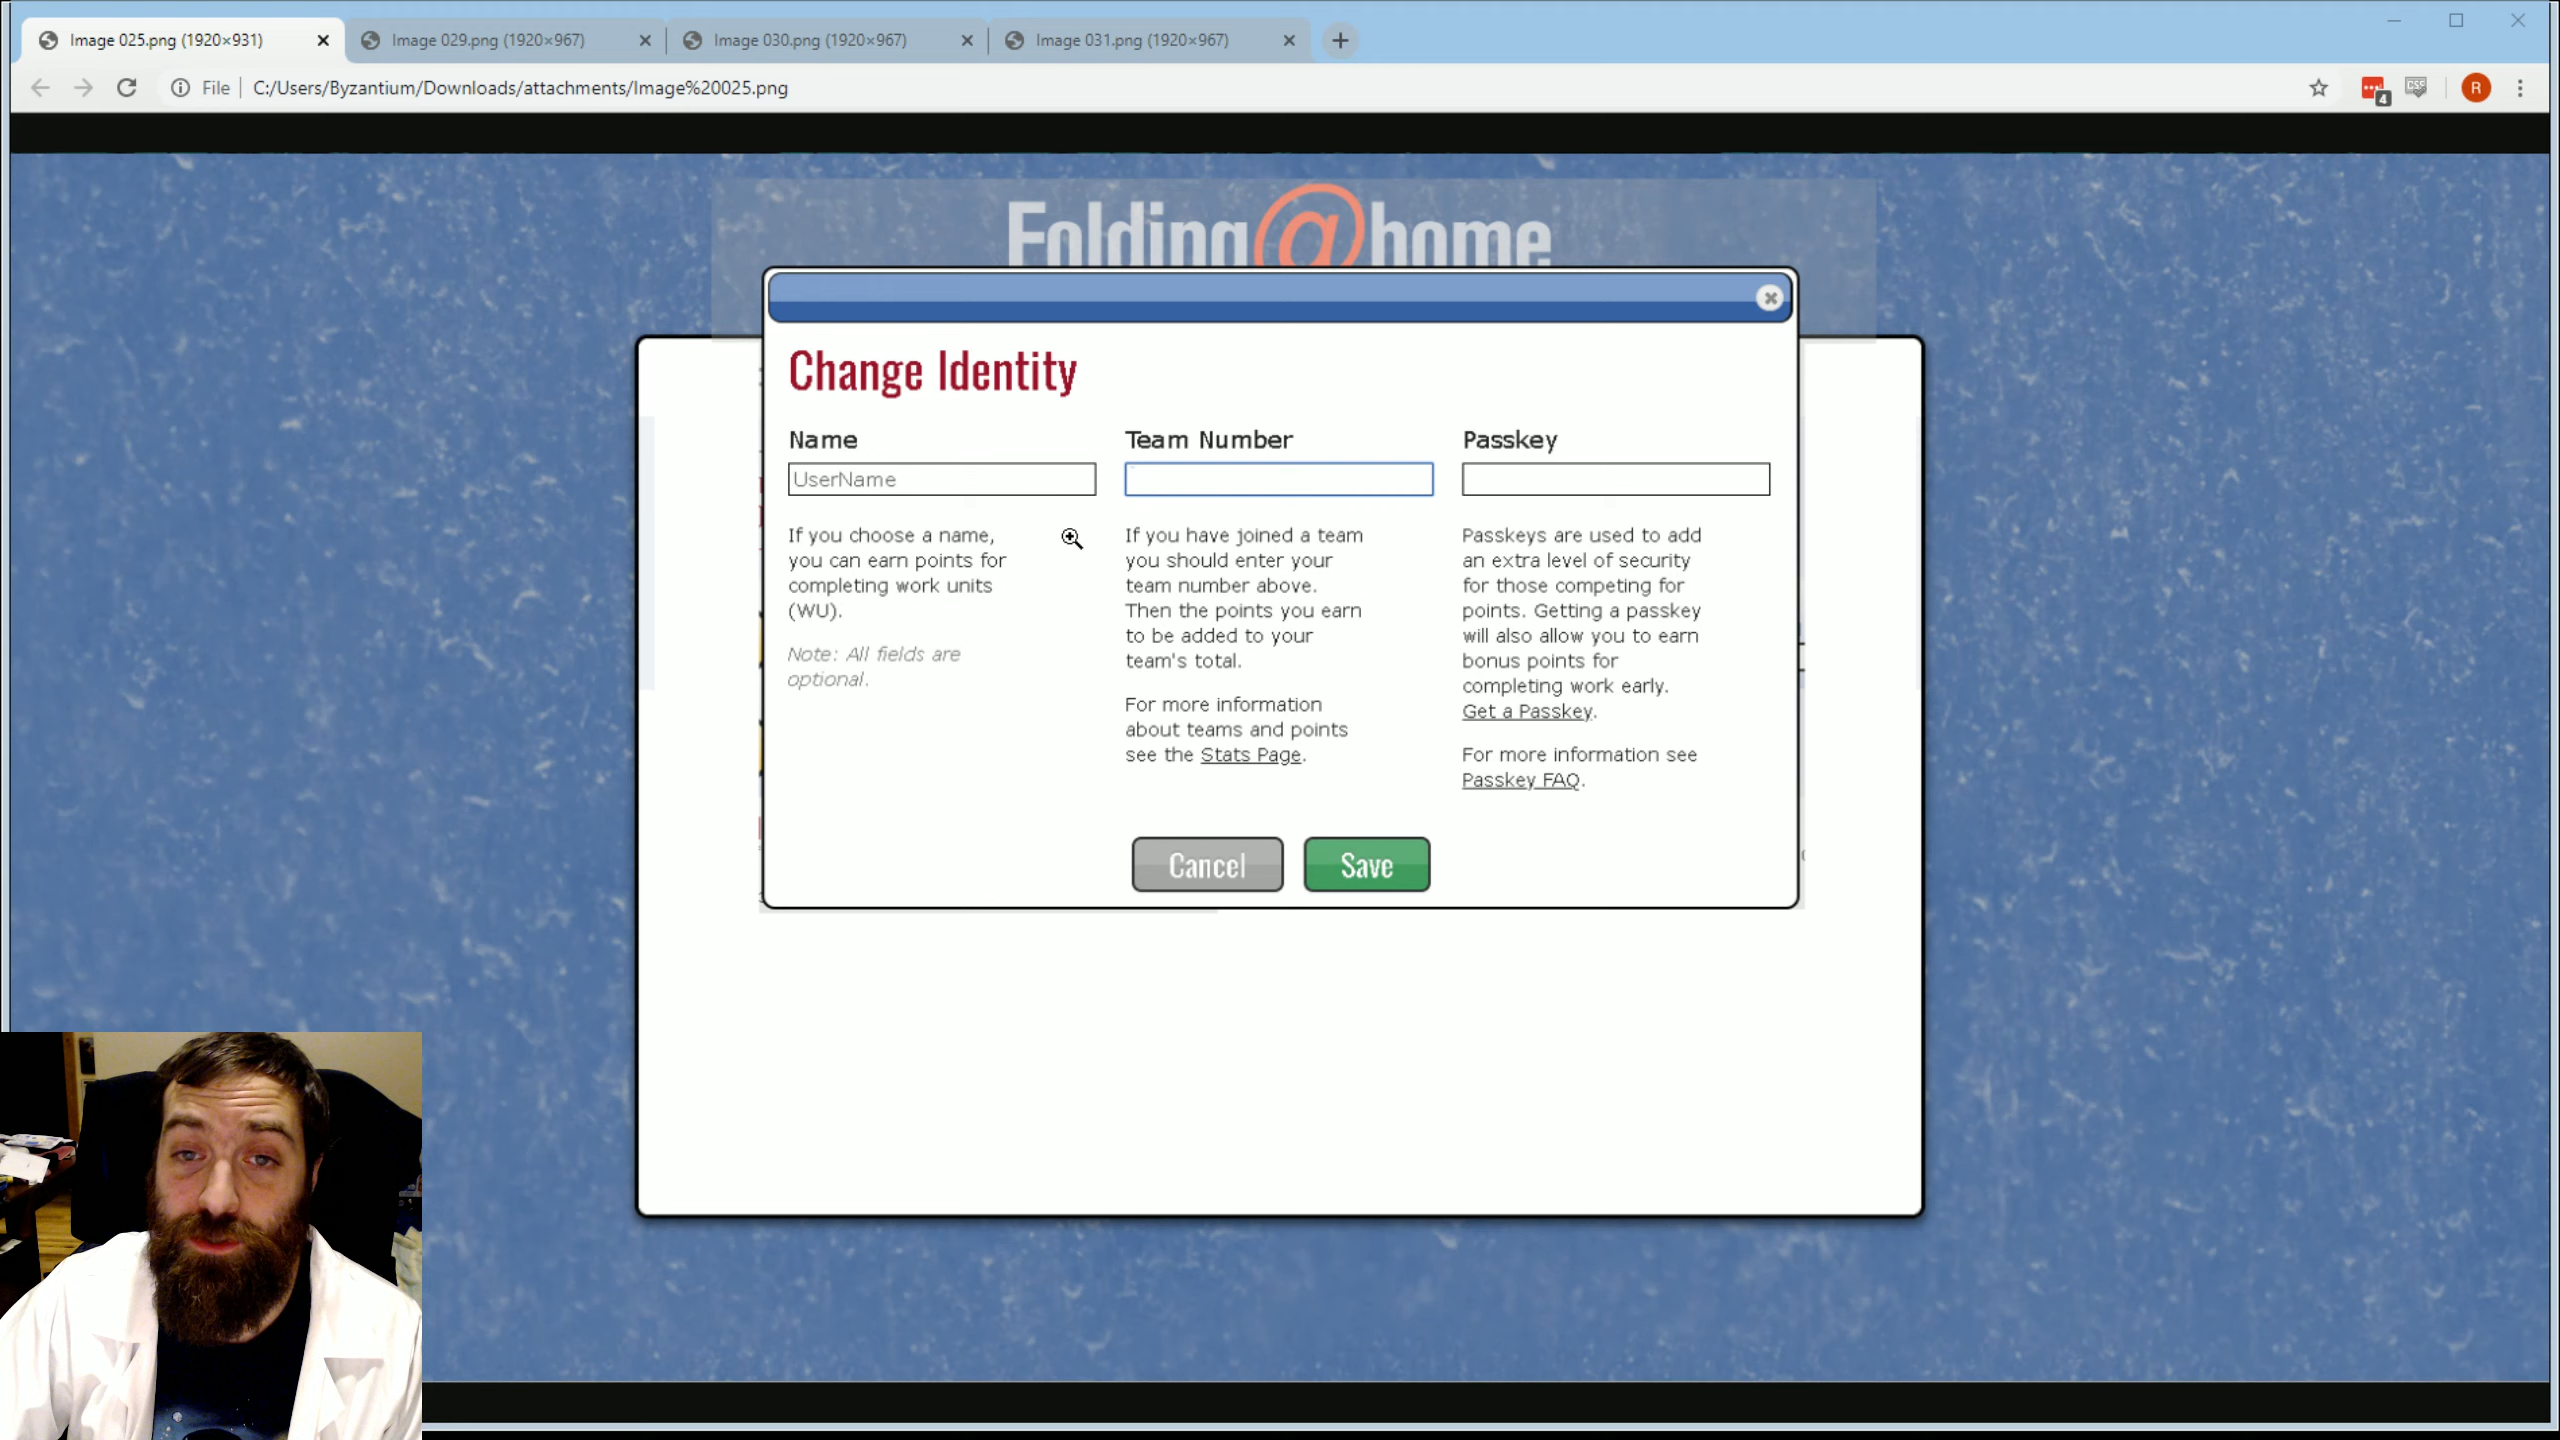 Image 025.png (1920×931)
Image 029.png (1920×967)
Image 030.png (1920×967)
Image 031.png (1920×967)
File
C:/Users/Byzantium/Downloads/attachments/Image%20025.png
4
CSS
R
Folding@home
Change Identity
Name
UserName
If you choose a name,
you can earn points for
completing work units
(WU).
Note: All fields are
optional.
Team Number
If you have joined a team
you should enter your
team number above.
Then the points you earn
to be added to your
team's total.
For more information
about teams and points
see the Stats Page.
Passkey
Passkeys are used to add
an extra level of security
for those competing for
points. Getting a passkey
will also allow you to earn
bonus points for
completing work early.
Get a Passkey.
For more information see
Passkey FAQ.
Cancel
Save